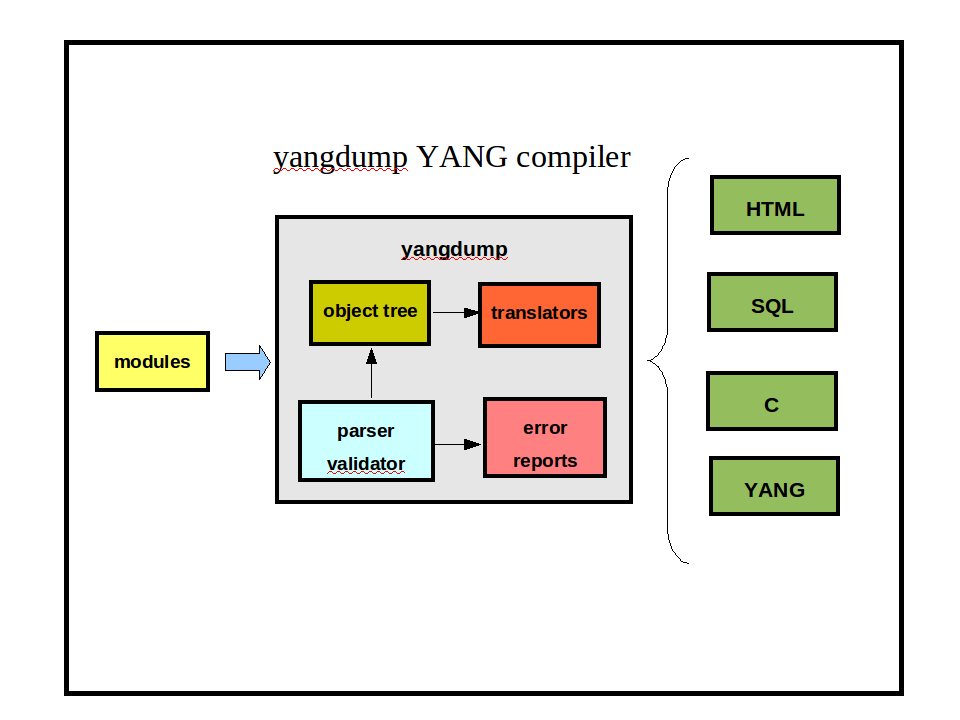 yangdump YANG compiler
yangdump
modules
object tree
translators
parser
validator
error
reports
HTML
SQL
C
YANG